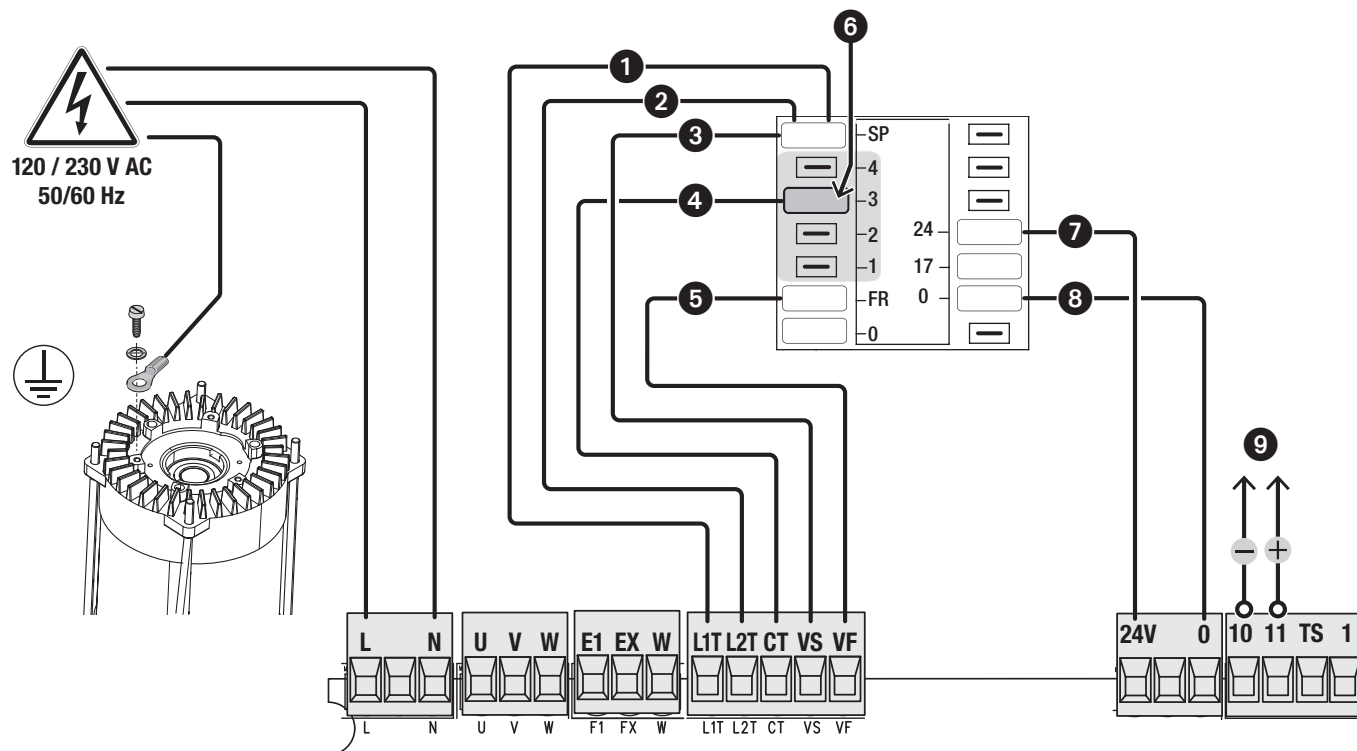 120 / 230 V AC
50/60 Hz
6
1
2
3
4
5
SP
4
3
2
1
FR
0
24
17
0
7
8
9
− +
L N
U V W
E1 EX W
L1T L2T CT VS VF
24V 0
10 11 TS 1
L N
U V W
F1 FX W
L1T L2T CT VS VF